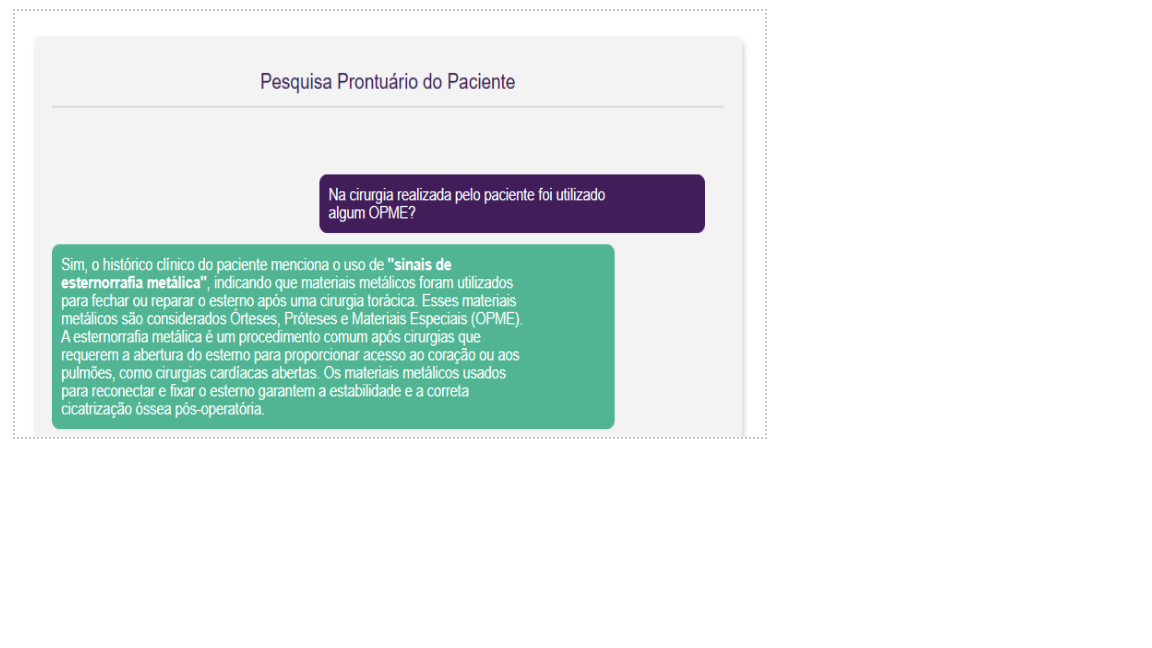 Pesquisa Prontuário do Paciente
Na cirurgia realizada pelo paciente foi utilizado
algum OPME?
Sim, o histórico clínico do paciente menciona o uso de "sinais de
esternorrafia metálica", indicando que materiais metálicos foram utilizados
para fechar ou reparar o esterno após uma cirurgia torácica. Esses materiais
metálicos são considerados Órteses, Próteses e Materiais Especiais (OPME).
A esternorrafia metálica é um procedimento comum após cirurgias que
requerem a abertura do esterno para proporcionar acesso ao coração ou aos
pulmões, como cirurgias cardíacas abertas. Os materiais metálicos usados
para reconectar e fixar o esterno garantem a estabilidade e a correta
cicatrização óssea pós-operatória.